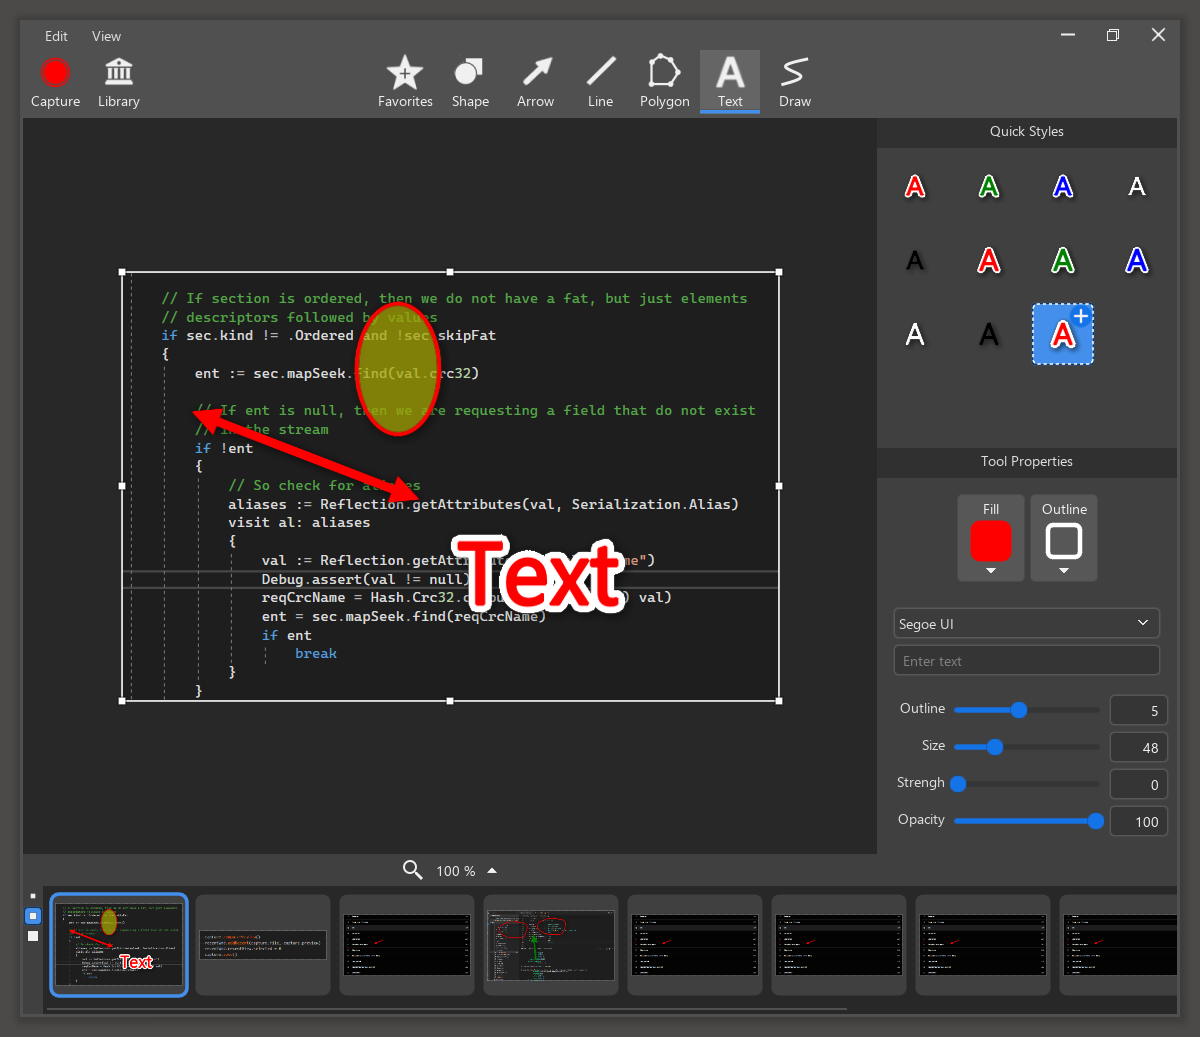 Edit View
Capture Library Favorites Shape Arrow Line Polygon Text Draw
Quick Styles
A A A A
A A A A
A A A
// If section is ordered, then we do not have a fat, but just elements
// descriptors followed by values
if sec.kind != .Ordered and !sec.skipFat
{
ent := sec.mapSeek.find(val.crc32)
// If ent is null, then we are requesting a field that do not exist
// in the stream
if !ent
{
// So check for aliases
aliases := Reflection.getAttributes(val, Serialization.Alias)
visit al: aliases
{
val := Reflection.getAttribut me")
Debug.assert(val != null)
reqCrcName = Hash.Crc32. ) val)
ent = sec.mapSeek.find(reqCrcName)
if ent
break
}
}
Text
Tool Properties
Fill Outline
Segoe UI
Enter text
Outline 5
Size 48
Strengh 0
Opacity 100
100 %
Text